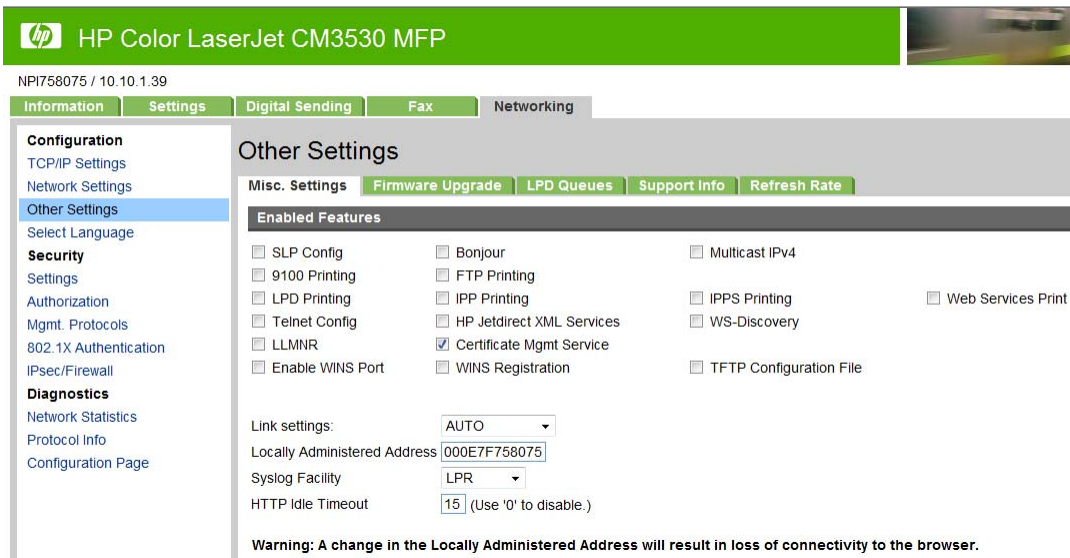 hp HP Color LaserJet CM3530 MFP
NPI758075 / 10.10.1.39
Information Settings Digital Sending Fax Networking
Configuration
TCP/IP Settings
Network Settings
Other Settings
Select Language
Security
Settings
Authorization
Mgmt. Protocols
802.1X Authentication
IPsec/Firewall
Diagnostics
Network Statistics
Protocol Info
Configuration Page
Other Settings
Misc. Settings Firmware Upgrade LPD Queues Support Info Refresh Rate
Enabled Features
SLP Config Bonjour Multicast IPv4
9100 Printing FTP Printing
LPD Printing IPP Printing IPPS Printing Web Services Print
Telnet Config HP Jetdirect XML Services WS-Discovery
LLMNR Certificate Mgmt Service
Enable WINS Port WINS Registration TFTP Configuration File
Link settings: AUTO
Locally Administered Address 000E7F758075
Syslog Facility LPR
HTTP Idle Timeout 15 (Use '0' to disable.)
Warning: A change in the Locally Administered Address will result in loss of connectivity to the browser.